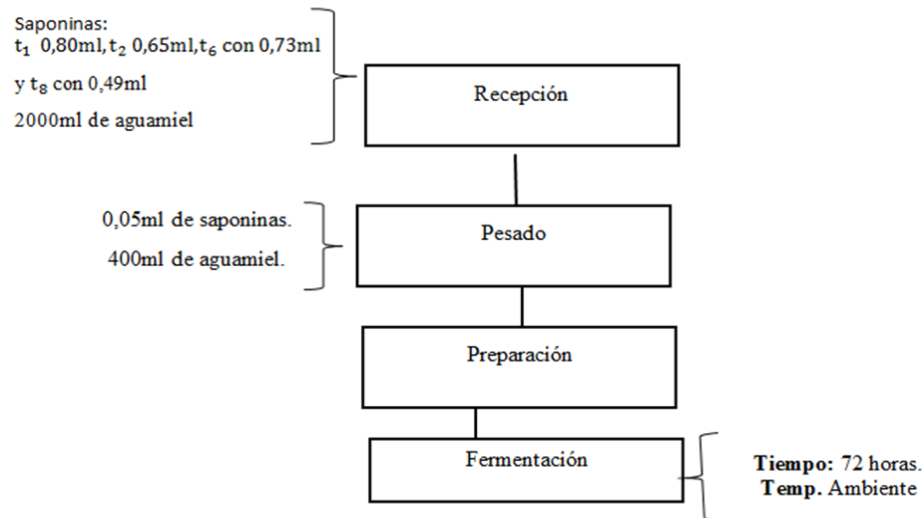 Saponinas:
t₁ 0,80ml,t₂ 0,65ml,t₆ con 0,73ml
y t₈ con 0,49ml
2000ml de aguamiel
Recepción
0,05ml de saponinas.
400ml de aguamiel.
Pesado
Preparación
Fermentación
Tiempo: 72 horas.
Temp. Ambiente